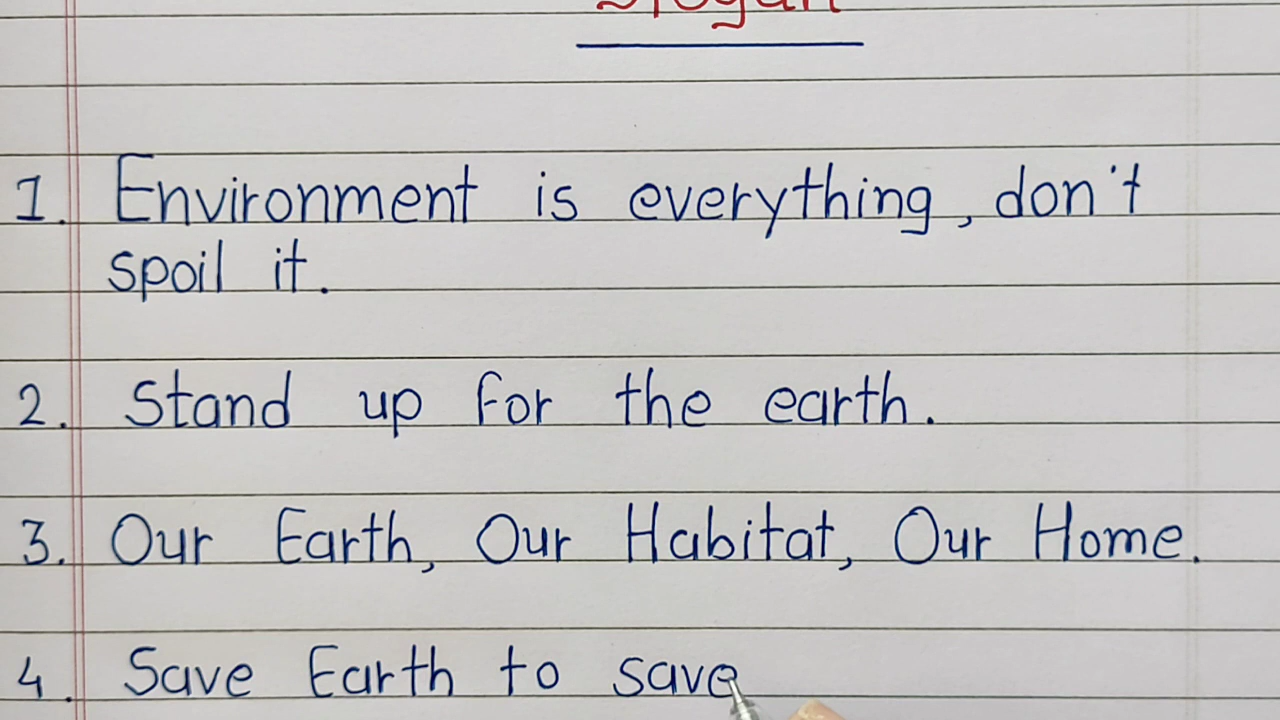 Slogan
1. Environment is everything, don't
spoil it.
2. Stand up for the earth.
3. Our Earth, Our Habitat, Our Home.
4. Save Earth to save